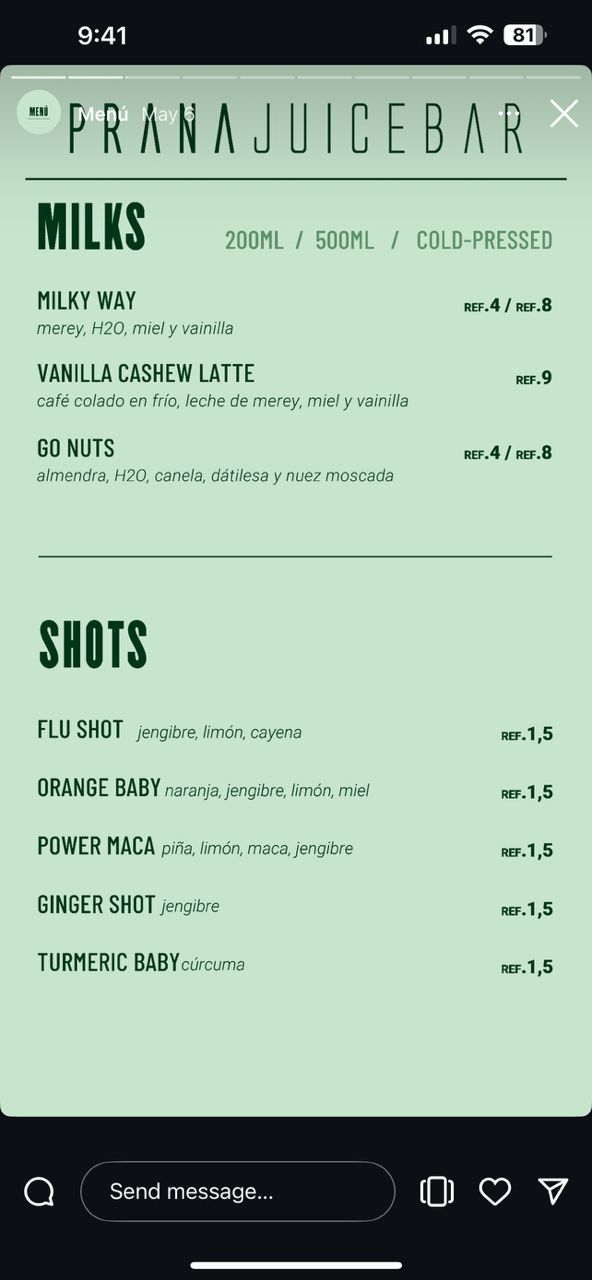 9:41
81
MENÚ
Menú May 6
PRANAJUICEBAR
MILKS
200ML / 500ML / COLD-PRESSED
MILKY WAY REF.4 / REF.8
merey, H2O, miel y vainilla
VANILLA CASHEW LATTE REF.9
café colado en frío, leche de merey, miel y vainilla
GO NUTS REF.4 / REF.8
almendra, H2O, canela, dátilesa y nuez moscada
SHOTS
FLU SHOT jengibre, limón, cayena REF.1,5
ORANGE BABY naranja, jengibre, limón, miel REF.1,5
POWER MACA piña, limón, maca, jengibre REF.1,5
GINGER SHOT jengibre REF.1,5
TURMERIC BABY cúrcuma REF.1,5
Send message...